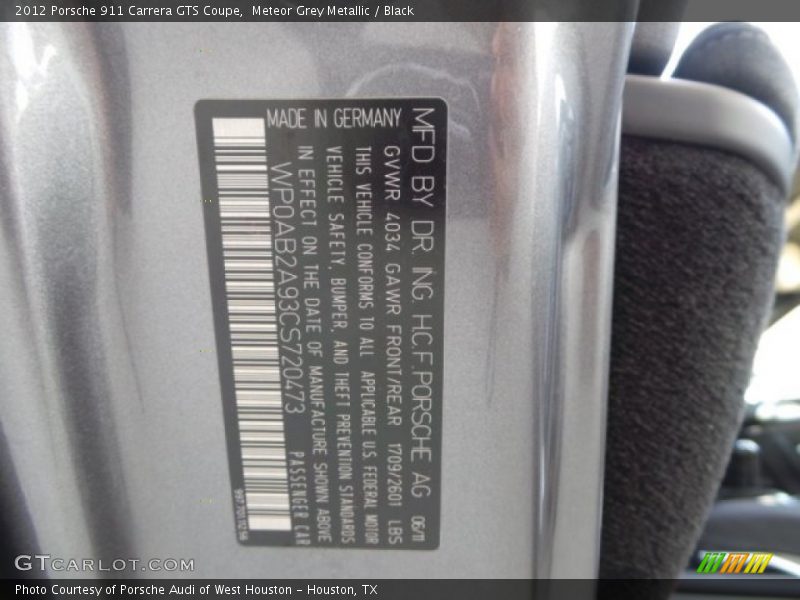 2012 Porsche 911 Carrera GTS Coupe,  Meteor Grey Metallic / Black
MFD BY DR. ING. H.C.F. PORSCHE AG 06/11
GVWR 4034 GAWR FRONT/REAR 1709/2601 LBS
THIS VEHICLE CONFORMS TO ALL APPLICABLE U.S. FEDERAL MOTOR
VEHICLE SAFETY, BUMPER, AND THEFT PREVENTION STANDARDS
IN EFFECT ON THE DATE OF MANUFACTURE SHOWN ABOVE
WP0AB2A93CS720473 PASSENGER CAR
MADE IN GERMANY
GTCARLOT.COM
Photo Courtesy of Porsche Audi of West Houston - Houston, TX